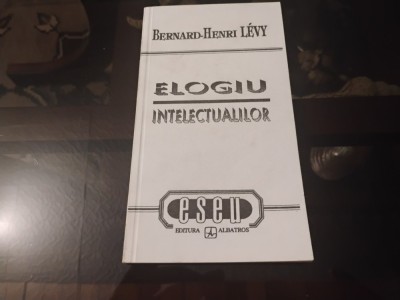 BERNARD-HENRI LÉVY
ELOGIU
INTELECTUALILOR
eseu
EDITURA ALBATROS